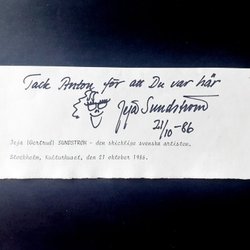 Tack Anton för att Du var här
Jeja Sundström
21/10-86
Jeja (Gertrud) SUNDSTRÖM - den skickliga svenska artisten.
Stockholm, Kulturhuset, den 21 oktober 1986.